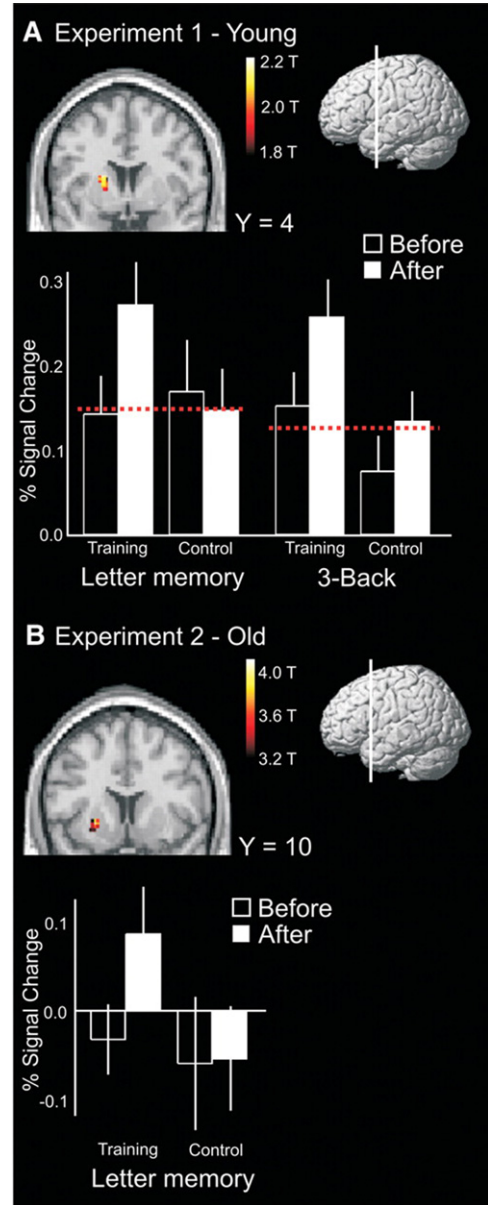 A Experiment 1 - Young
2.2 T
2.0 T
1.8 T
Y = 4
Before
After
% Signal Change
0.3
0.2
0.1
0.0
Training Control Training Control
Letter memory 3-Back
B Experiment 2 - Old
4.0 T
3.6 T
3.2 T
Y = 10
Before
After
% Signal Change
0.1
0.0
-0.1
Training Control
Letter memory